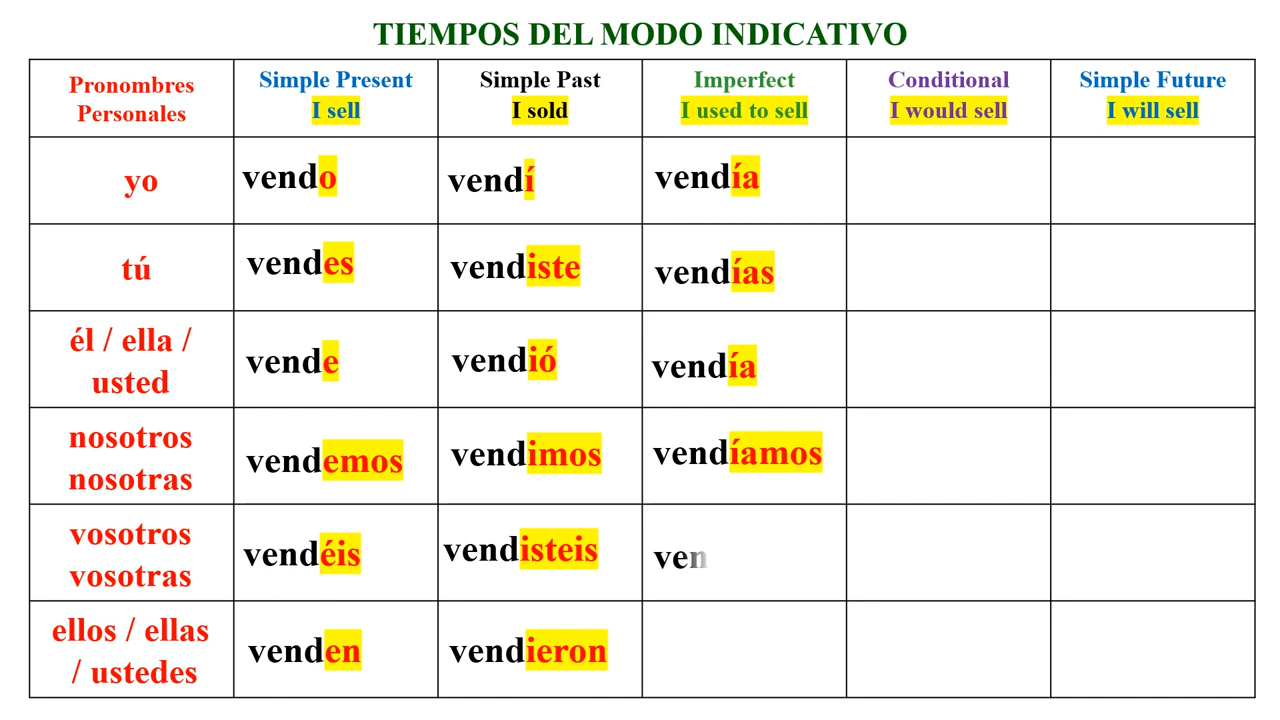 TIEMPOS DEL MODO INDICATIVO
Pronombres Personales | Simple Present I sell | Simple Past I sold | Imperfect I used to sell | Conditional I would sell | Simple Future I will sell
yo | vendo | vendí | vendía
tú | vendes | vendiste | vendías
él / ella / usted | vende | vendió | vendía
nosotros nosotras | vendemos | vendimos | vendíamos
vosotros vosotras | vendéis | vendisteis | ven
ellos / ellas / ustedes | venden | vendieron